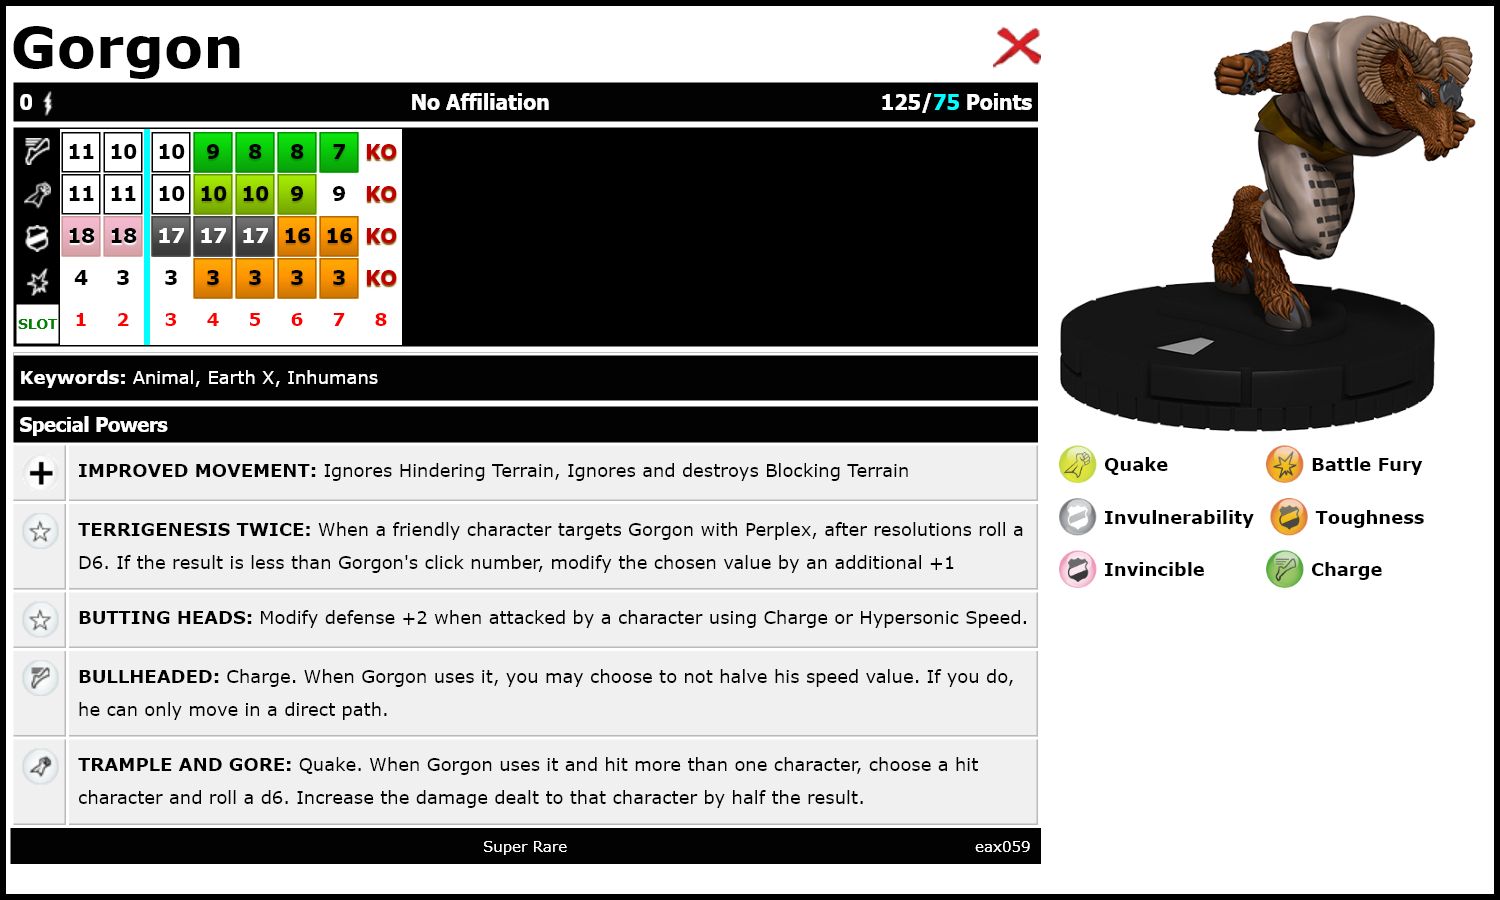 Gorgon
0 No Affiliation 125/75 Points
11 10 10 9 8 8 7 KO
11 11 10 10 10 9 9 KO
18 18 17 17 17 16 16 KO
4 3 3 3 3 3 3 KO
SLOT 1 2 3 4 5 6 7 8
Keywords: Animal, Earth X, Inhumans
Special Powers
IMPROVED MOVEMENT: Ignores Hindering Terrain, Ignores and destroys Blocking Terrain
TERRIGENESIS TWICE: When a friendly character targets Gorgon with Perplex, after resolutions roll a
D6. If the result is less than Gorgon's click number, modify the chosen value by an additional +1
BUTTING HEADS: Modify defense +2 when attacked by a character using Charge or Hypersonic Speed.
BULLHEADED: Charge. When Gorgon uses it, you may choose to not halve his speed value. If you do,
he can only move in a direct path.
TRAMPLE AND GORE: Quake. When Gorgon uses it and hit more than one character, choose a hit
character and roll a d6. Increase the damage dealt to that character by half the result.
Super Rare eax059
Quake Battle Fury
Invulnerability Toughness
Invincible Charge